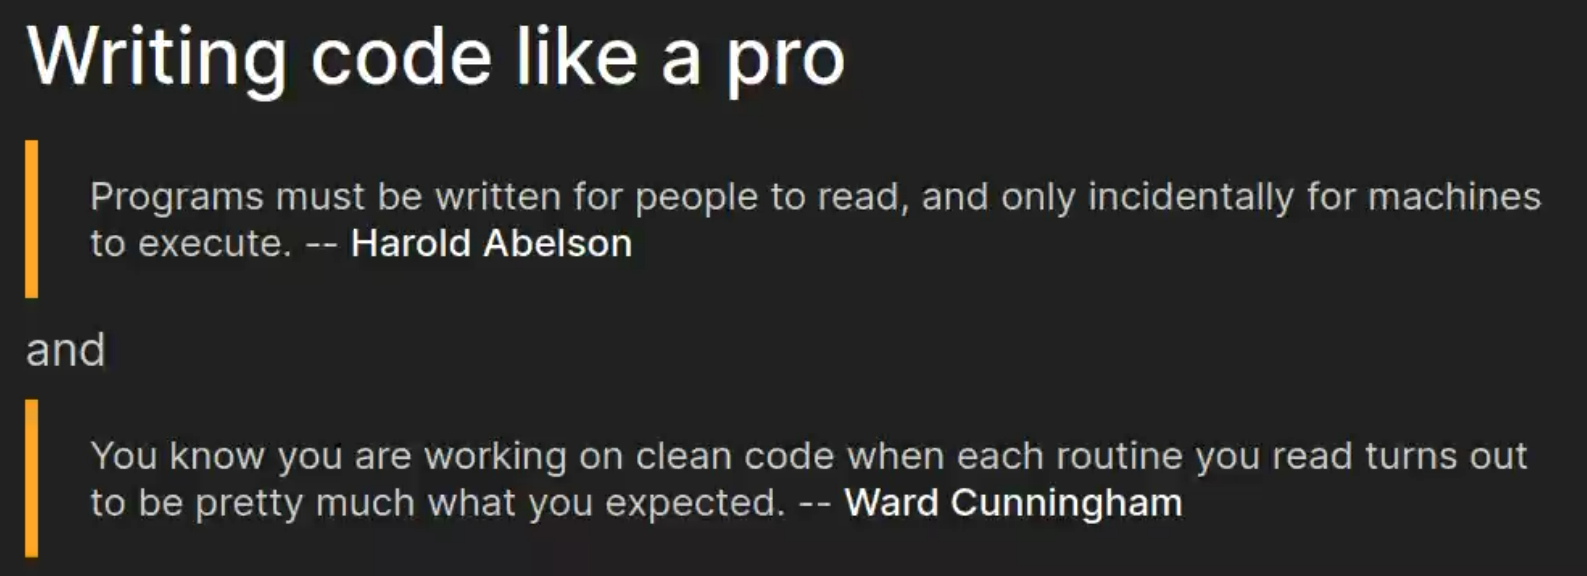 Writing code like a pro
Programs must be written for people to read, and only incidentally for machines
to execute. -- Harold Abelson
and
You know you are working on clean code when each routine you read turns out
to be pretty much what you expected. -- Ward Cunningham